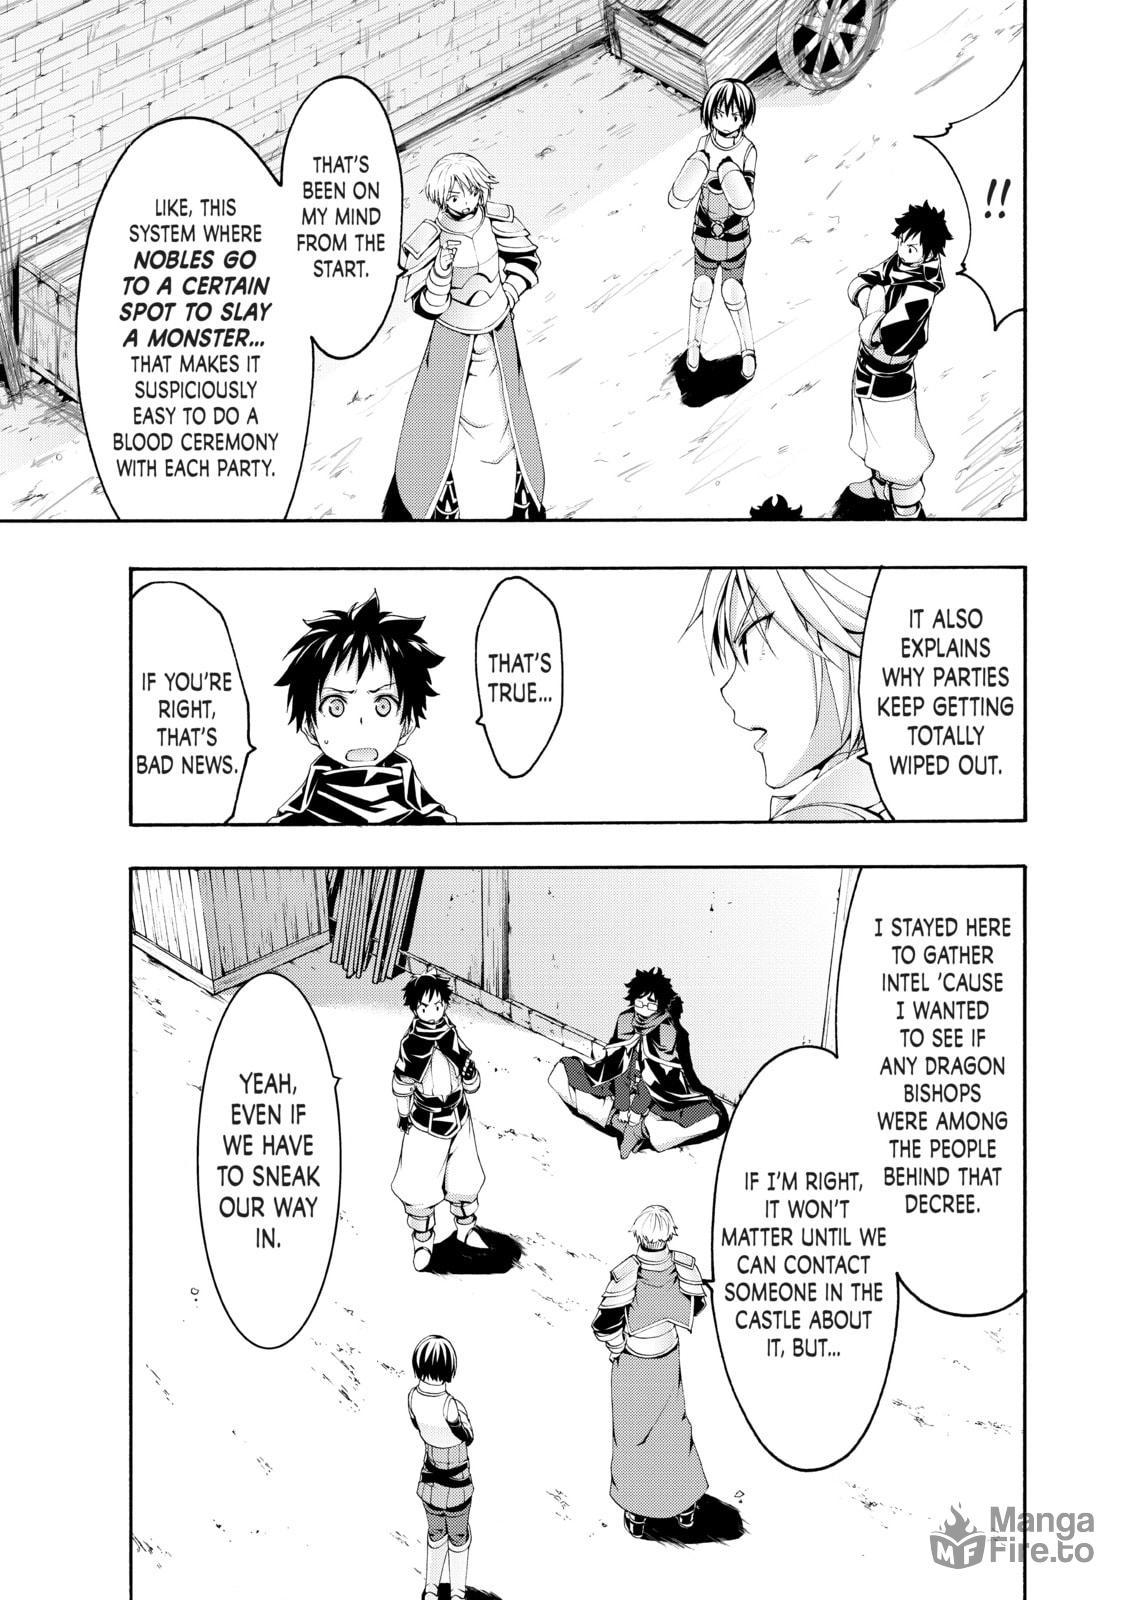 !!
THAT'S
BEEN ON
MY MIND
FROM THE
START.
LIKE, THIS
SYSTEM WHERE
NOBLES GO
TO A CERTAIN
SPOT TO SLAY
A MONSTER...
THAT MAKES IT
SUSPICIOUSLY
EASY TO DO A
BLOOD CEREMONY
WITH EACH PARTY.
IT ALSO
EXPLAINS
WHY PARTIES
KEEP GETTING
TOTALLY
WIPED OUT.
THAT'S
TRUE...
IF YOU'RE
RIGHT,
THAT'S
BAD NEWS.
I STAYED HERE
TO GATHER
INTEL 'CAUSE
I WANTED
TO SEE IF
ANY DRAGON
BISHOPS
WERE AMONG
THE PEOPLE
BEHIND THAT
DECREE.
IF I'M RIGHT,
IT WON'T
MATTER UNTIL WE
CAN CONTACT
SOMEONE IN THE
CASTLE ABOUT
IT, BUT...
YEAH,
EVEN IF
WE HAVE
TO SNEAK
OUR WAY
IN.
MF
Manga
Fire.to